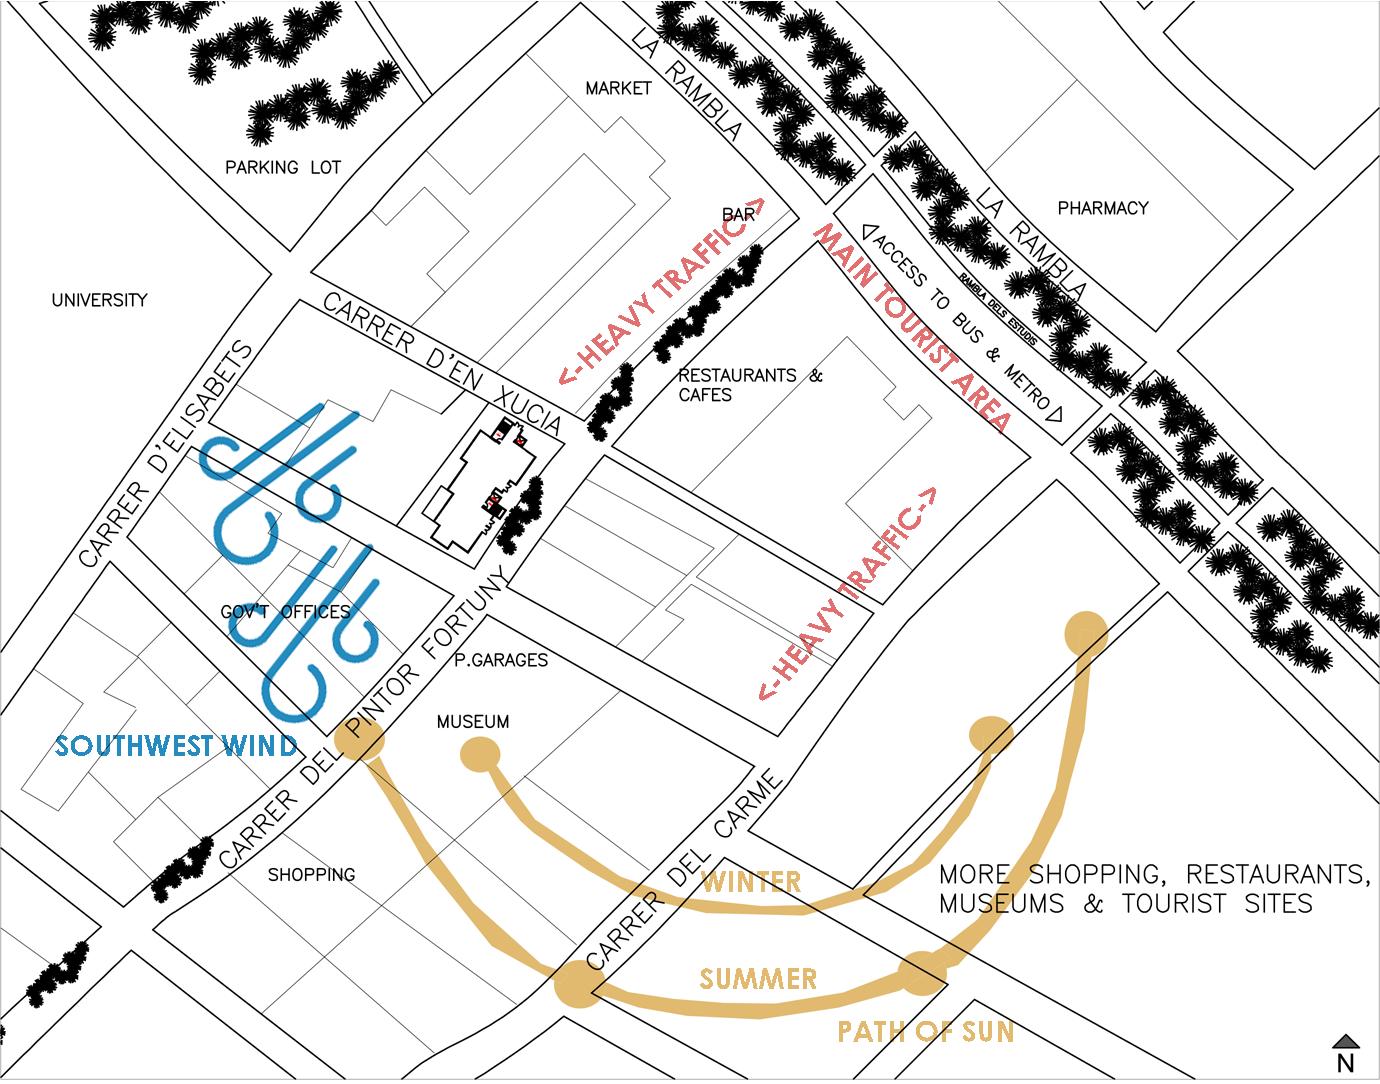 LA RAMBLA
MARKET
PARKING LOT
LA RAMBLA
PHARMACY
BAR
<-HEAVY TRAFFIC->
MAIN TOURIST AREA
ACCESS TO BUS & METRO
RAMBLA DELS ESTUDIS
UNIVERSITY
CARRER D'EN XUCIA
CARRER D'ELISABETS
RESTAURANTS &
CAFES
<-HEAVY TRAFFIC->
GOV'T OFFICES
P.GARAGES
MUSEUM
SOUTHWEST WIND
CARRER DEL PINTOR FORTUNY
SHOPPING
CARRER DEL CARME
WINTER
MORE SHOPPING, RESTAURANTS,
MUSEUMS & TOURIST SITES
SUMMER
PATH OF SUN
N